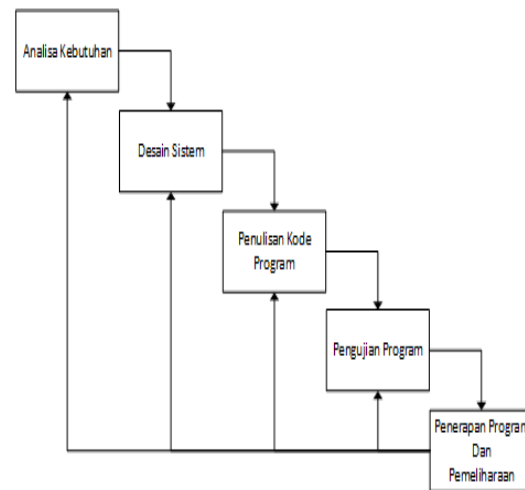 Analisa Kebutuhan
Desain Sistem
Penulisan Kode
Program
Pengujian Program
Penerapan Program
Dan
Pemeliharaan